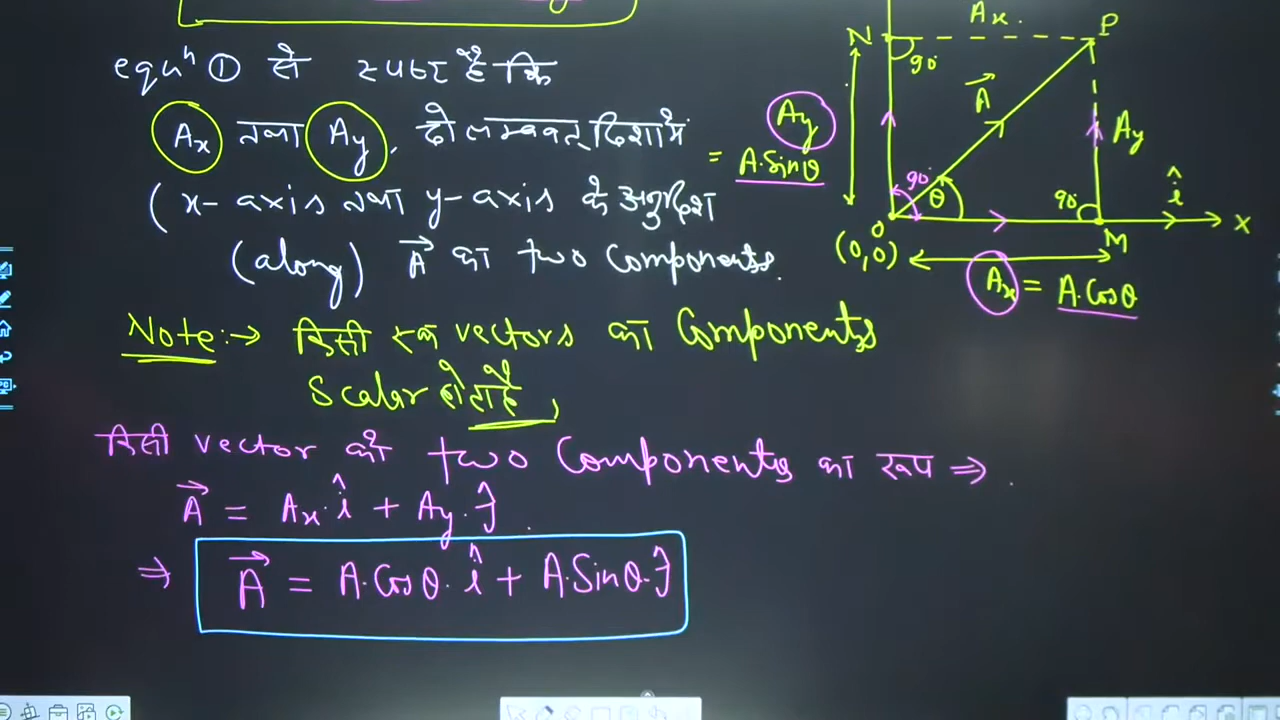 equⁿ ① से स्पष्ट है कि
Ax तथा Ay, दो लम्बवत् दिशा में
(x-axis तथा y-axis के अनुदिश
(along) A⃗ का two components.
Note:→ किसी एक vectors का Components
Scalar होता है,
किसी vector को two Components का रूप ⇒
A⃗ = Ax.î + Ay.ĵ
⇒ A⃗ = A.Cosθ.î + A.Sinθ.ĵ
Ax.
N
P
90°
A⃗
Ay
= A.Sinθ
Ay
90°
θ
90°
î
O
M
X
(0,0)
Ax = A.Cosθ